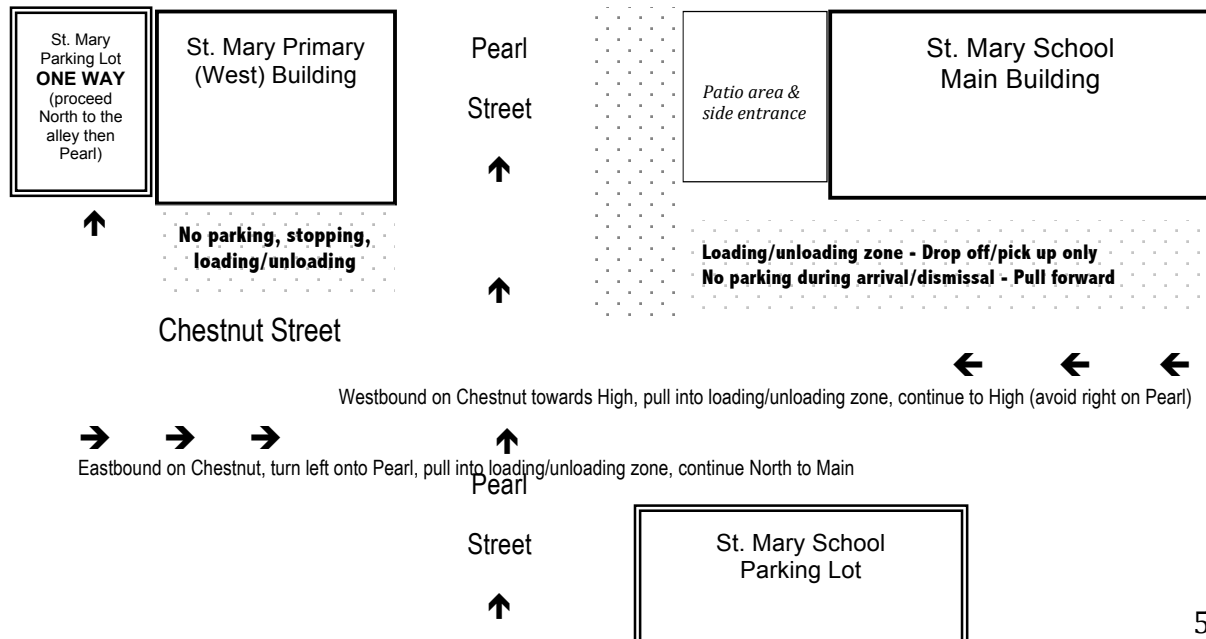 St. Mary
Parking Lot
ONE WAY
(proceed
North to the
alley then
Pearl)
St. Mary Primary
(West) Building
Pearl
Street
Patio area &
side entrance
St. Mary School
Main Building
No parking, stopping,
loading/unloading
Loading/unloading zone - Drop off/pick up only
No parking during arrival/dismissal - Pull forward
Chestnut Street
Westbound on Chestnut towards High, pull into loading/unloading zone, continue to High (avoid right on Pearl)
Eastbound on Chestnut, turn left onto Pearl, pull into loading/unloading zone, continue North to Main
Pearl
Street
St. Mary School
Parking Lot
5